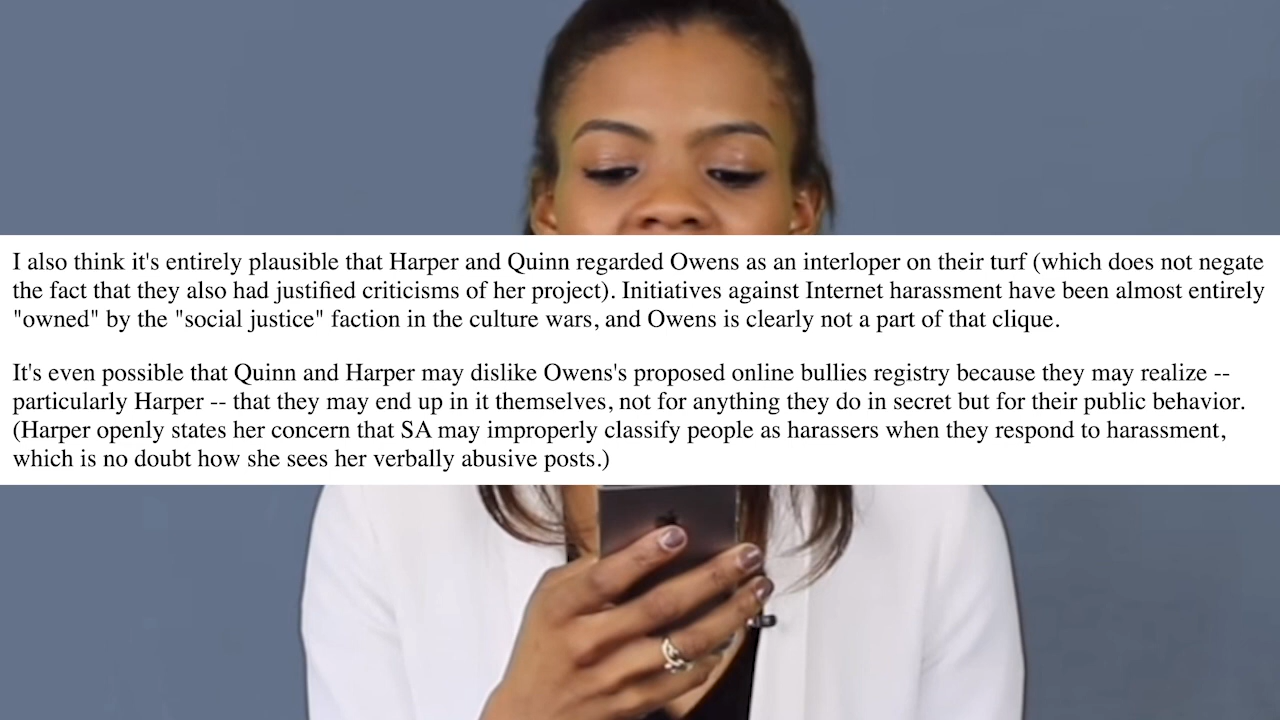 I also think it's entirely plausible that Harper and Quinn regarded Owens as an interloper on their turf (which does not negate
the fact that they also had justified criticisms of her project). Initiatives against Internet harassment have been almost entirely
"owned" by the "social justice" faction in the culture wars, and Owens is clearly not a part of that clique.
It's even possible that Quinn and Harper may dislike Owens's proposed online bullies registry because they may realize --
particularly Harper -- that they may end up in it themselves, not for anything they do in secret but for their public behavior.
(Harper openly states her concern that SA may improperly classify people as harassers when they respond to harassment,
which is no doubt how she sees her verbally abusive posts.)